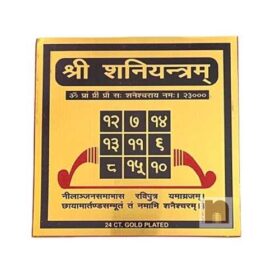 श्री शनियन्त्रम्
ॐ प्रां प्रीं प्रौं सः शनेश्चराय नमः। २३०००
१२ ७ १४
१३ ११ ९
८ १५ १०
नीलाञ्जनसमाभास रविपुत्र यमाग्रजम्।
छायामार्तण्डसम्भूतं तं नमामि शनैश्चरम्।।
24 CT. GOLD PLATED
n